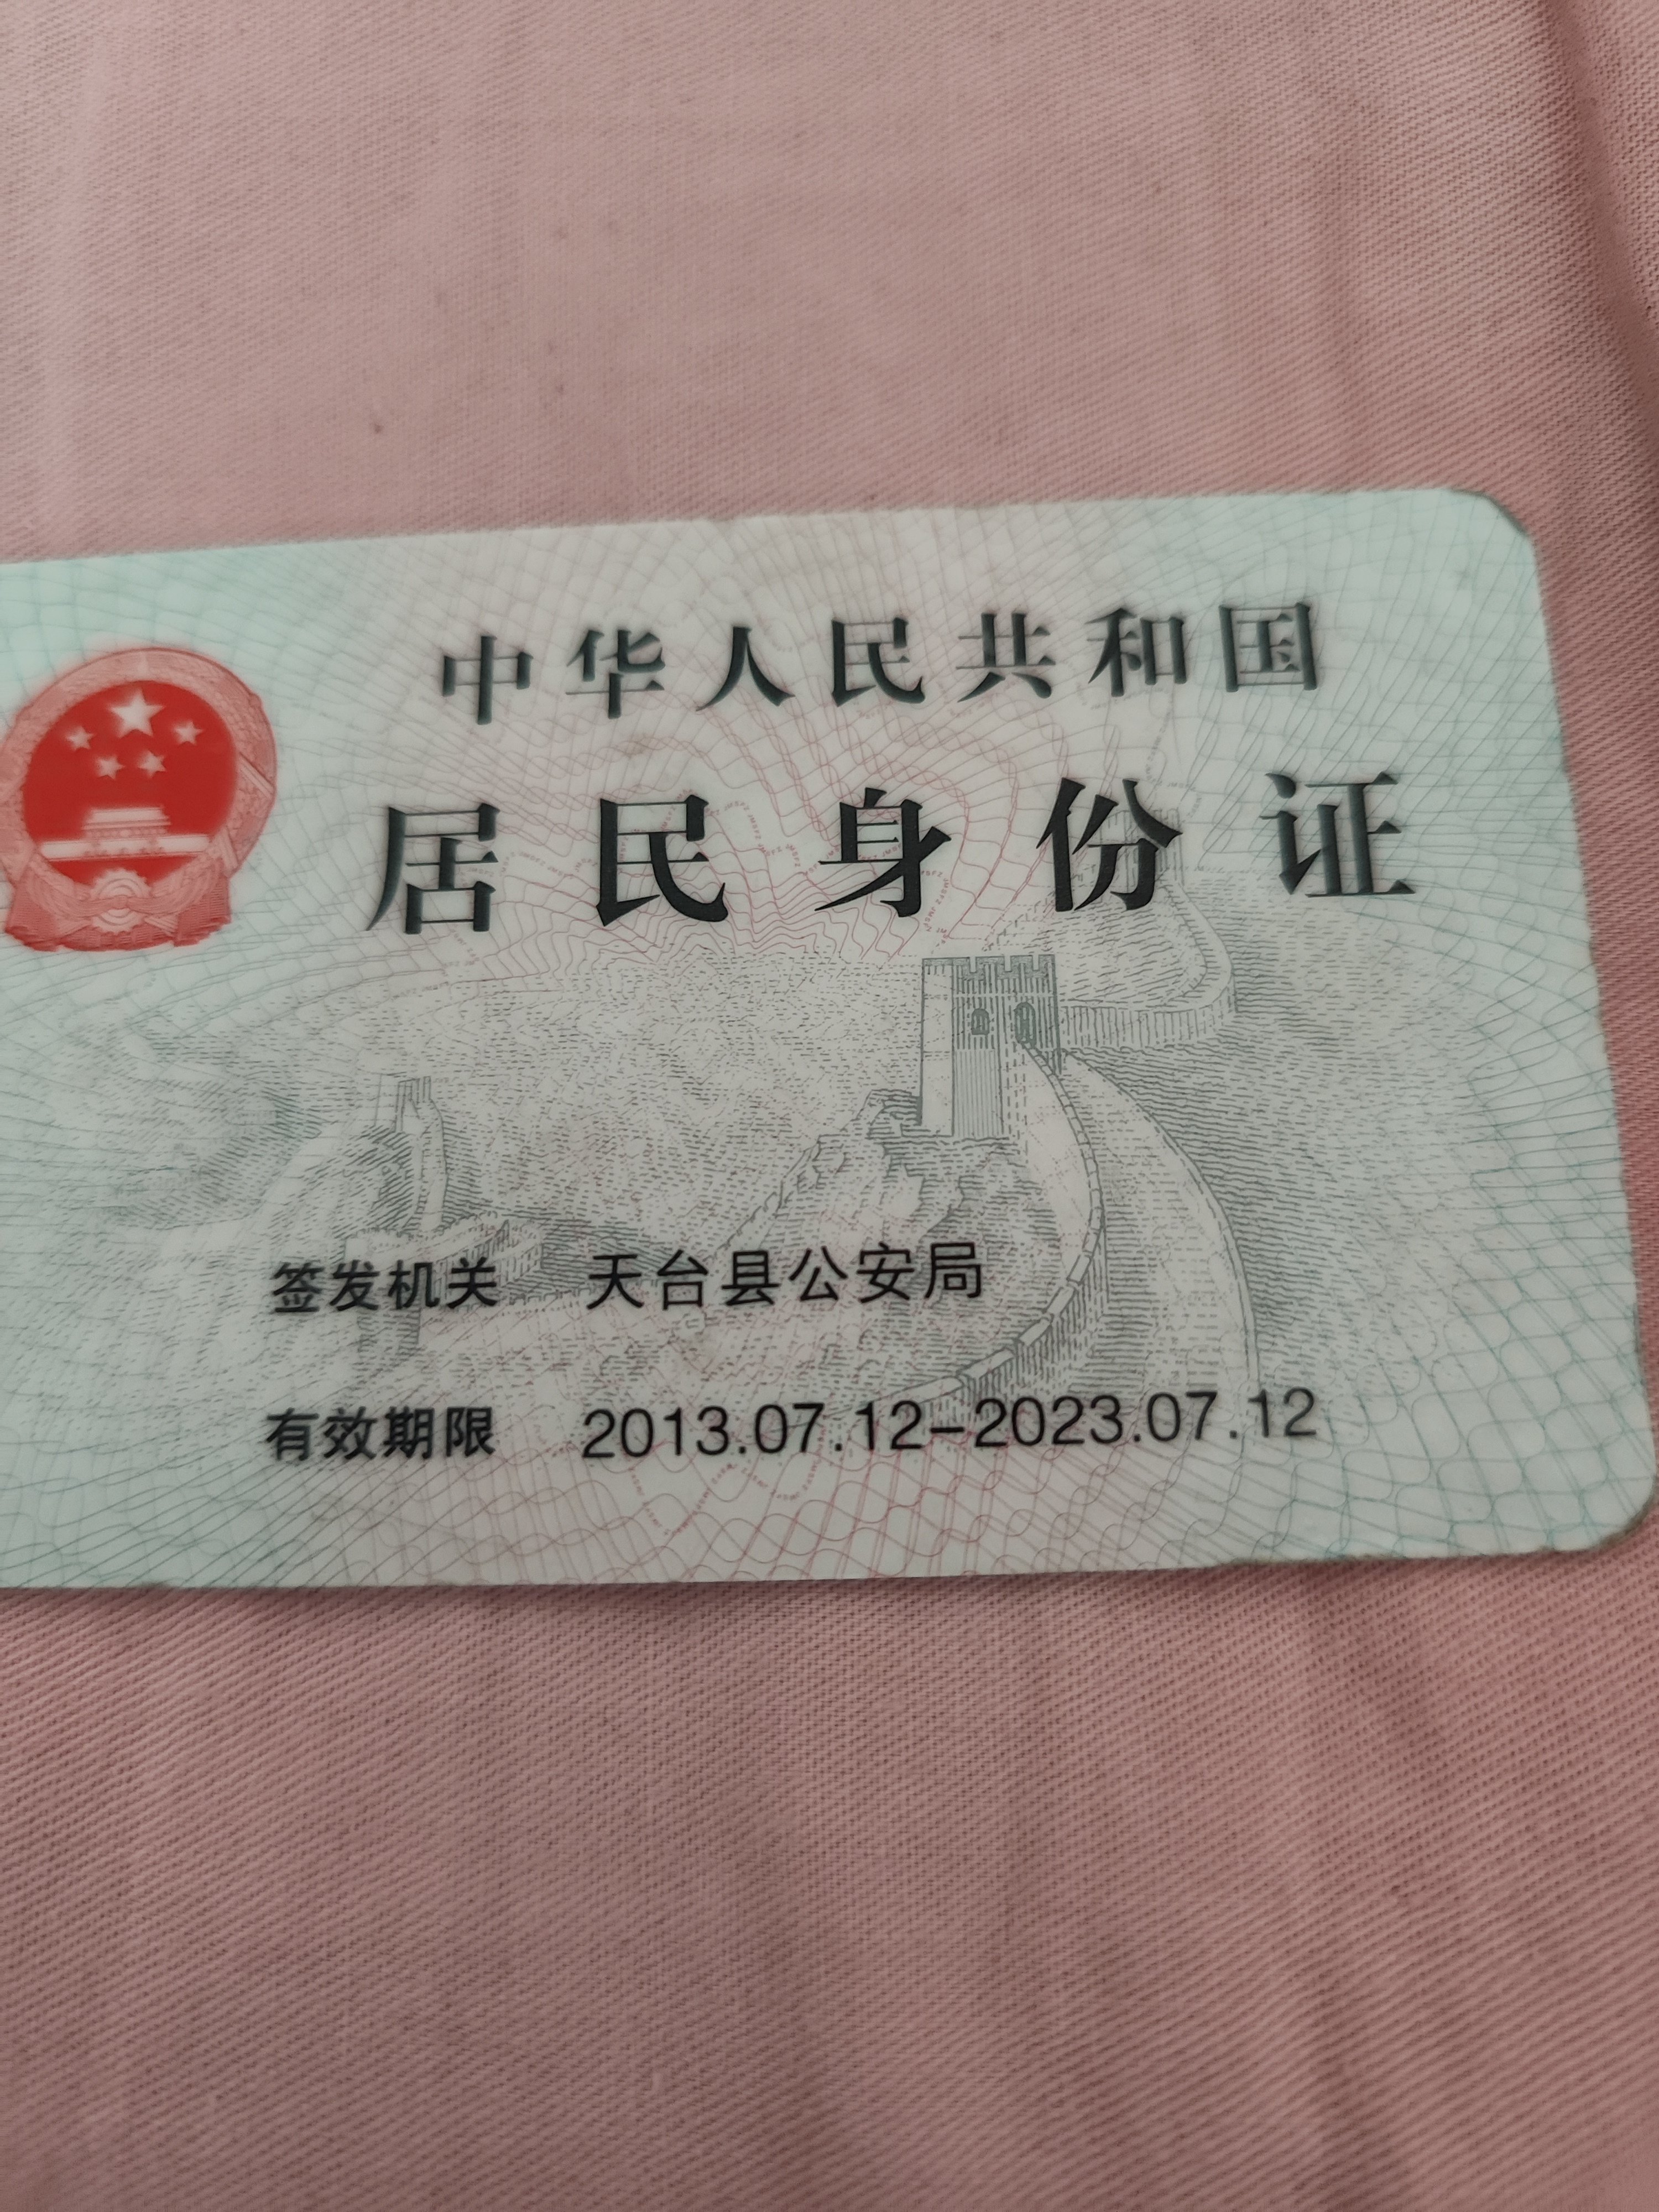 中华人民共和国
居民身份证
签发机关 天台县公安局
有效期限 2013.07.12-2023.07.12